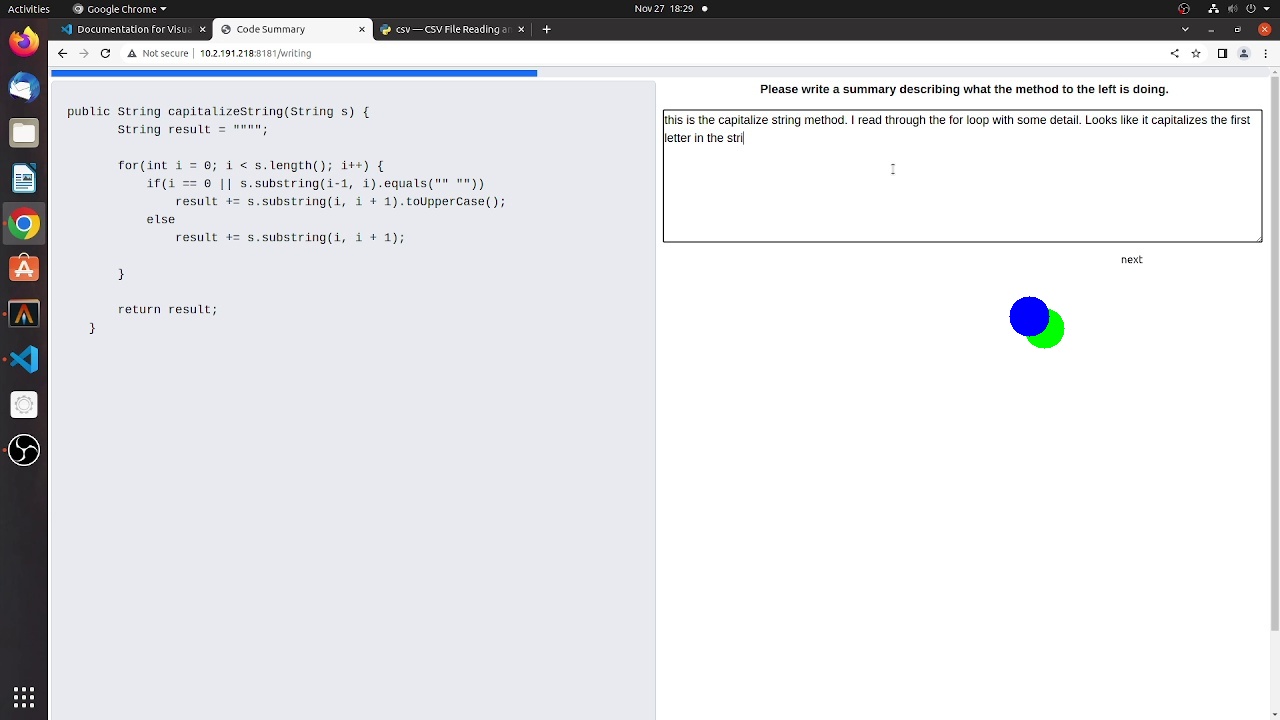 Activities
Google Chrome
Nov 27 18:29
Documentation for Visua
Code Summary
csv — CSV File Reading a
Not secure
10.2.191.218:8181/writing
public String capitalizeString(String s) {
String result = """";
for(int i = 0; i < s.length(); i++) {
if(i == 0 || s.substring(i-1, i).equals("" ""))
result += s.substring(i, i + 1).toUpperCase();
else
result += s.substring(i, i + 1);
}
return result;
}
Please write a summary describing what the method to the left is doing.
this is the capitalize string method. I read through the for loop with some detail. Looks like it capitalizes the first
letter in the stri
next